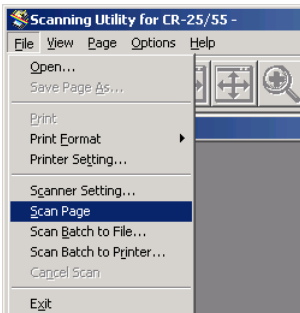 Scanning Utility for CR-25/55 -
File View Page Options Help
Open...
Save Page As...
Print
Print Format
Printer Setting...
Scanner Setting...
Scan Page
Scan Batch to File...
Scan Batch to Printer...
Cancel Scan
Exit